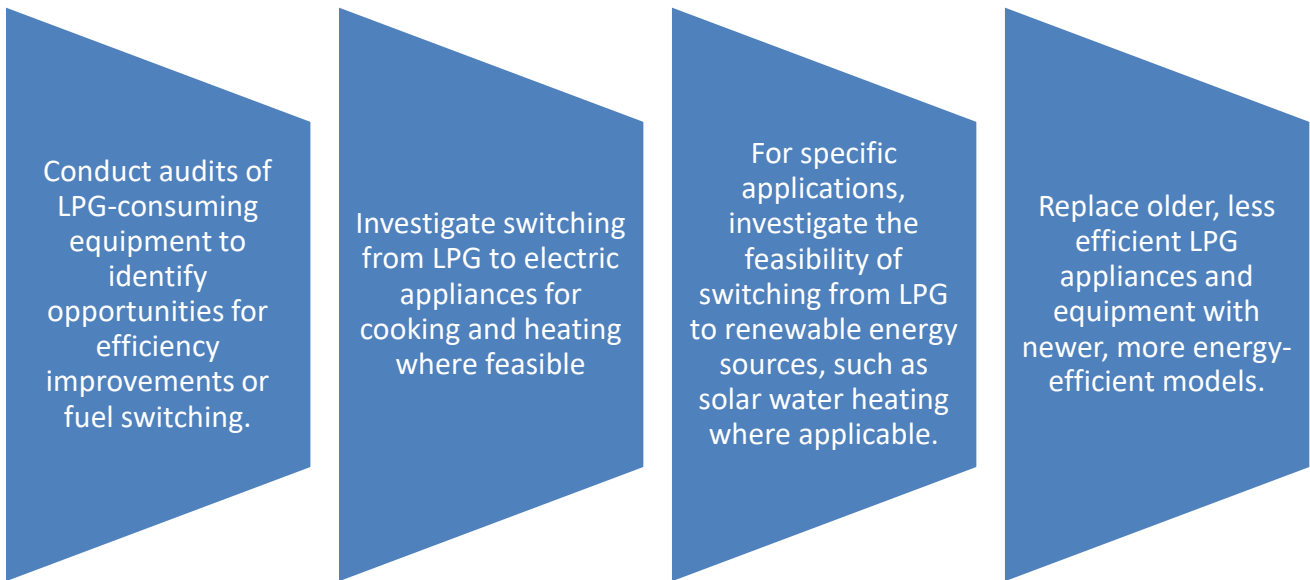 Conduct audits of
LPG-consuming
equipment to
identify
opportunities for
efficiency
improvements or
fuel switching.
Investigate switching
from LPG to electric
appliances for
cooking and heating
where feasible
For specific
applications,
investigate the
feasibility of
switching from LPG
to renewable energy
sources, such as
solar water heating
where applicable.
Replace older, less
efficient LPG
appliances and
equipment with
newer, more energy-
efficient models.